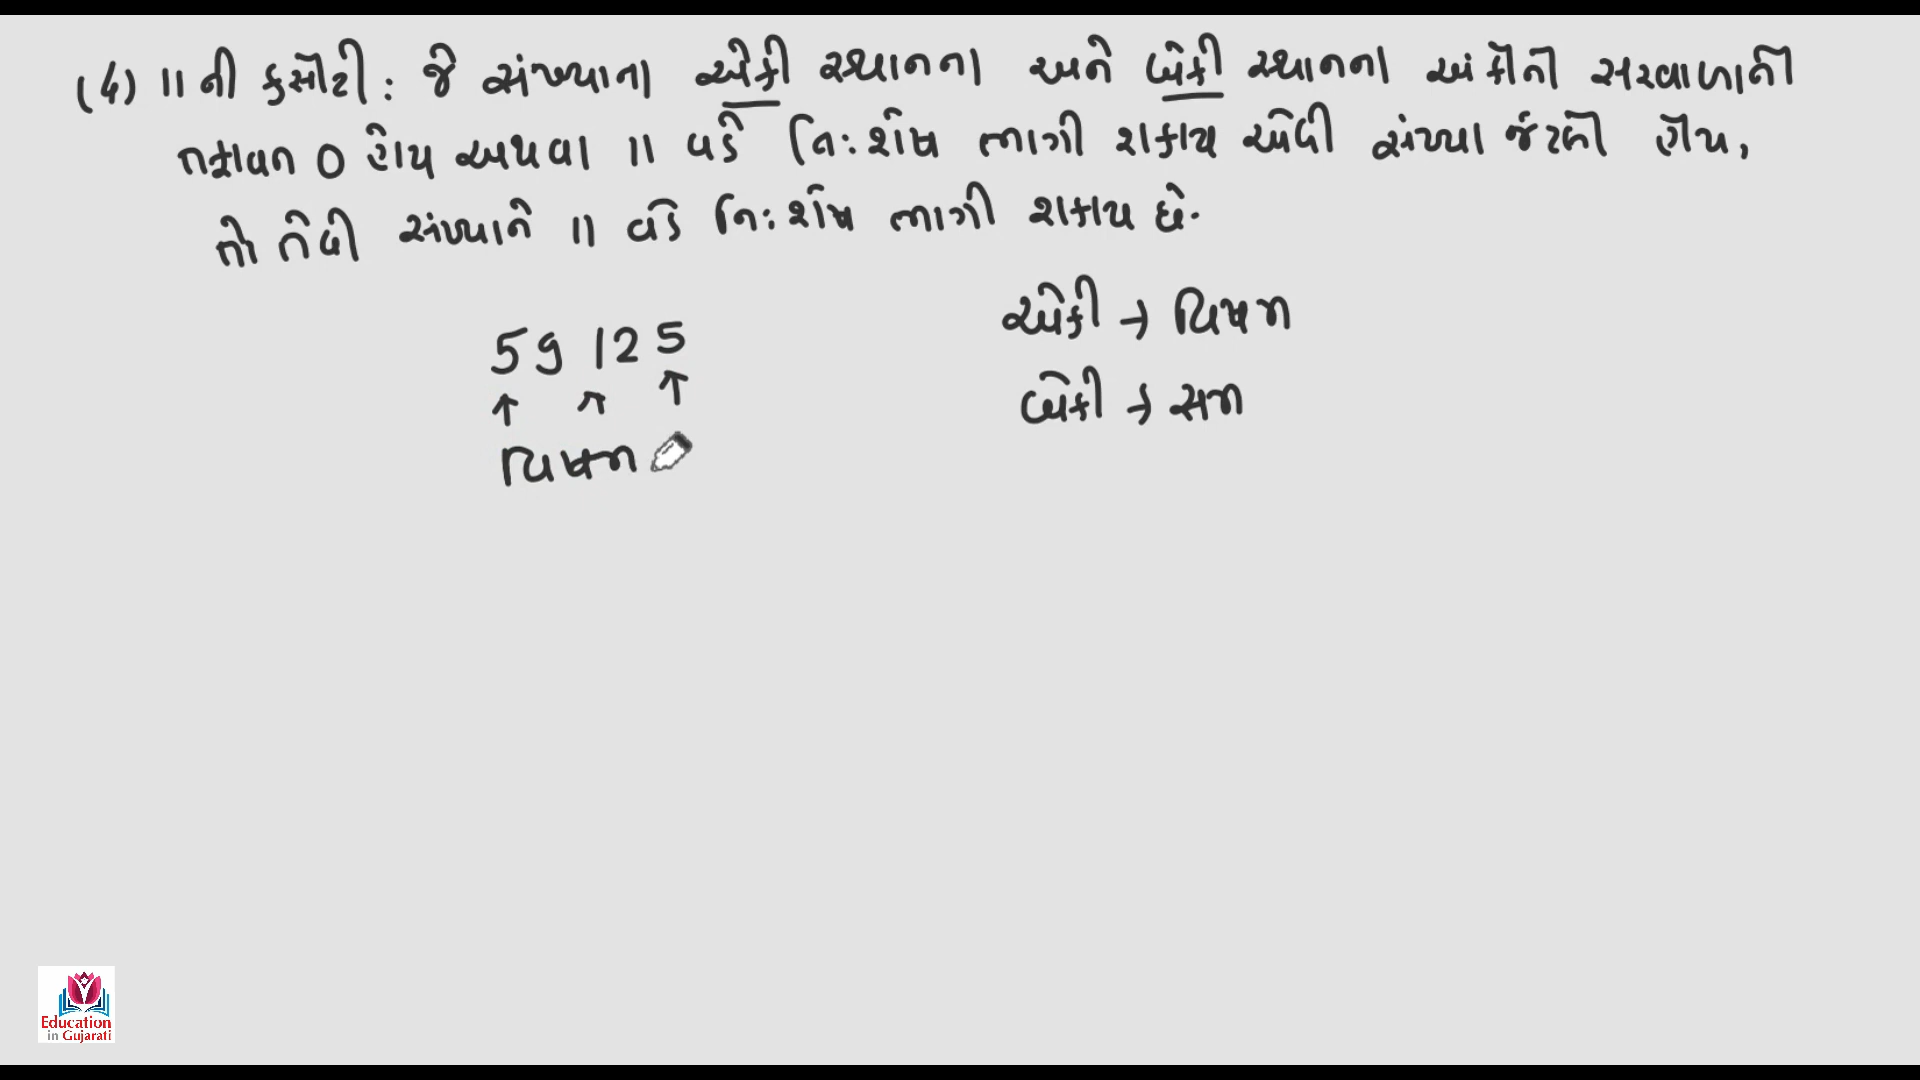 (4) 11 ની કસોટી : જે સંખ્યાના એકી સ્થાનના અને બેકી સ્થાનના અંકોની સરવાળાની
તફાવત 0 હોય અથવા 11 વડે નિ:શેષ ભાગી શકાય એવી સંખ્યા જેટલો હોય,
તો તેવી સંખ્યાને 11 વડે નિ:શેષ ભાગી શકાય છે.
એકી → વિષમ
59125
બેકી → સમ
વિષમ
Education
in Gujarati